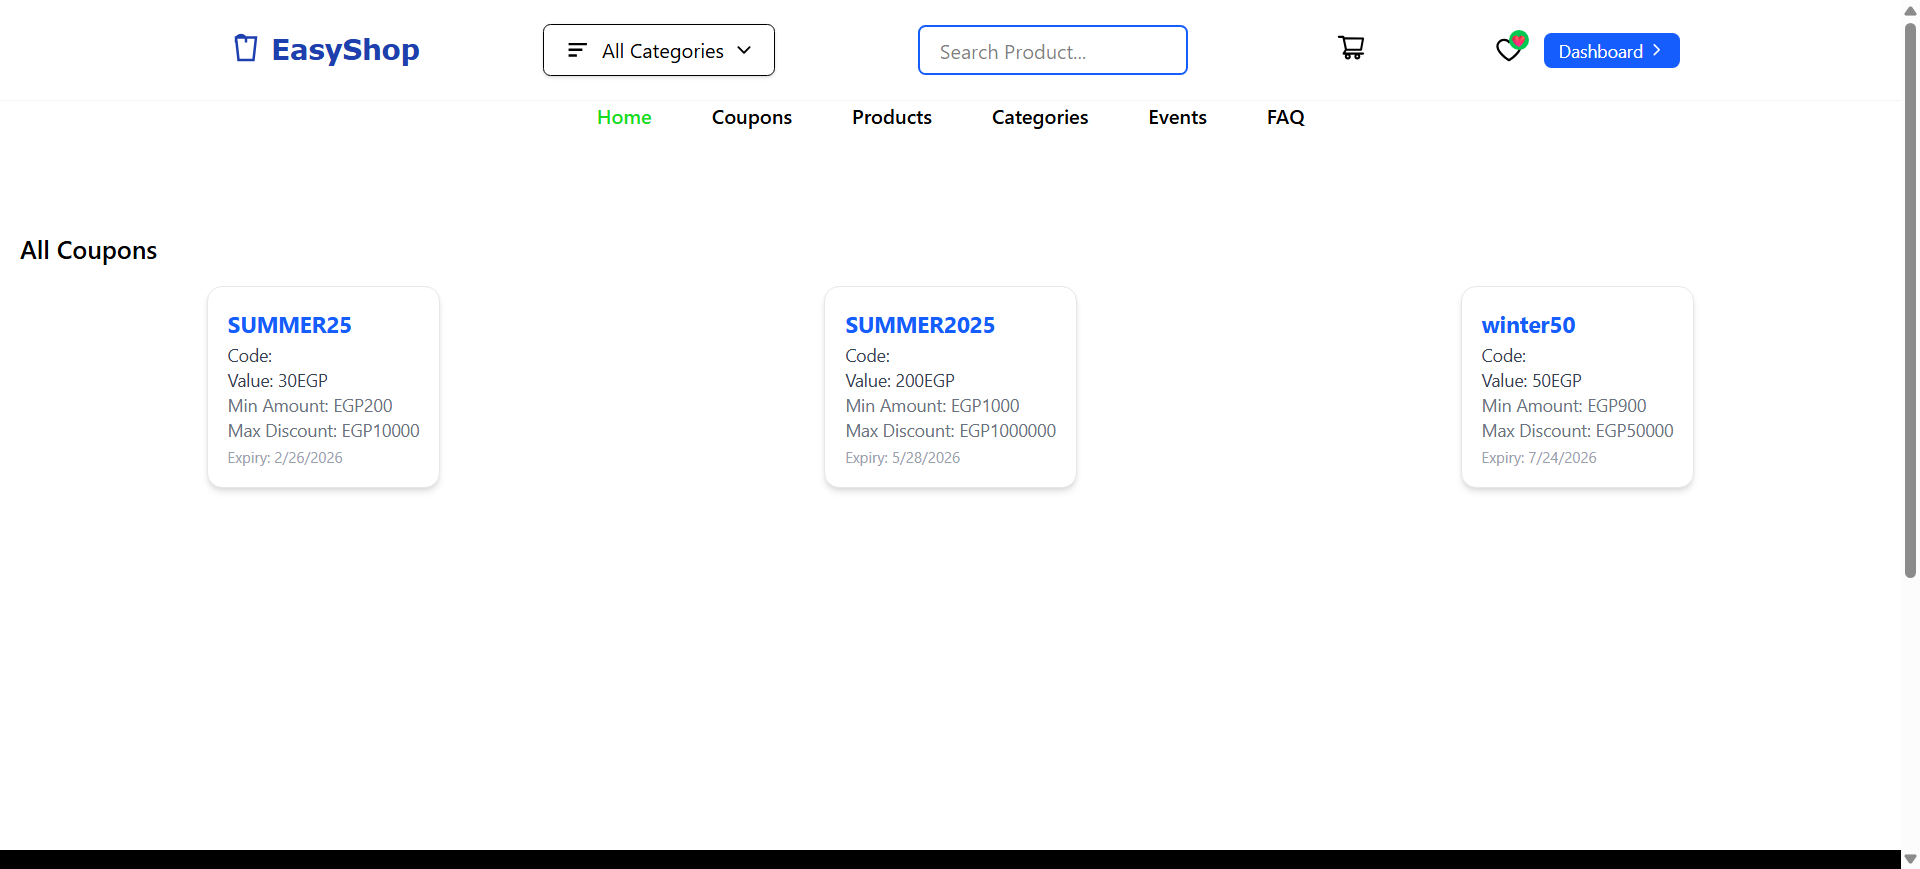 EasyShop
All Categories
Search Product...
Dashboard
Home
Coupons
Products
Categories
Events
FAQ
All Coupons
SUMMER25
Code:
Value: 30EGP
Min Amount: EGP200
Max Discount: EGP10000
Expiry: 2/26/2026
SUMMER2025
Code:
Value: 200EGP
Min Amount: EGP1000
Max Discount: EGP1000000
Expiry: 5/28/2026
winter50
Code:
Value: 50EGP
Min Amount: EGP900
Max Discount: EGP50000
Expiry: 7/24/2026